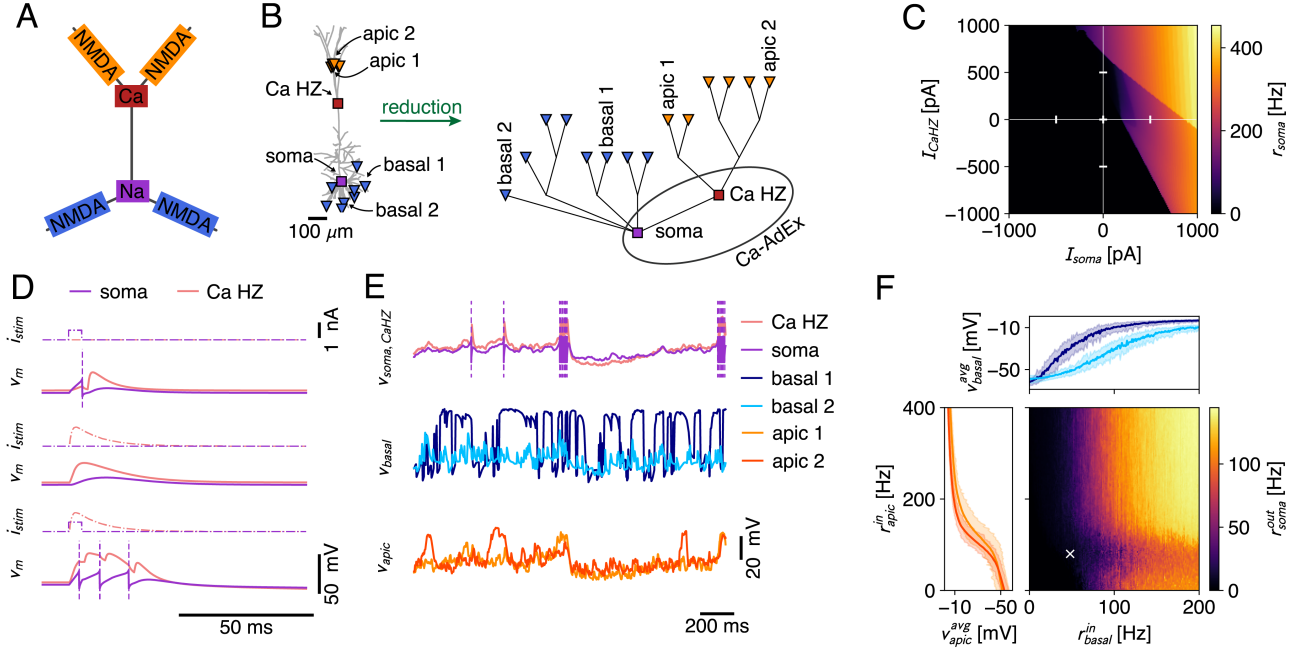 A
NMDA
NMDA
Ca
Na
NMDA
NMDA
B
apic 2
apic 1
Ca HZ
reduction
soma
basal 1
basal 2
100 μm
basal 2
basal 1
apic 1
apic 2
Ca HZ
soma
Ca-AdEx
C
I_CaHZ [pA]
1000
500
0
−500
−1000
−1000
0
1000
I_soma [pA]
400
200
0
r_soma [Hz]
D
soma
Ca HZ
i_stim
1 nA
v_m
i_stim
v_m
i_stim
v_m
50 mV
50 ms
E
v_soma, CaHZ
Ca HZ
soma
basal 1
basal 2
apic 1
apic 2
v_basal
v_apic
20 mV
200 ms
F
v_basal^avg [mV]
−10
−50
r_apic^in [Hz]
400
200
0
−10 −50
v_apic^avg [mV]
0
100
200
r_basal^in [Hz]
100
50
0
r_soma^out [Hz]